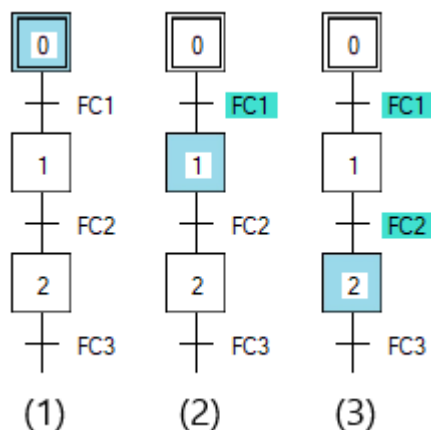 0 0 0
FC1 FC1 FC1
1 1 1
FC2 FC2 FC2
2 2 2
FC3 FC3 FC3
(1) (2) (3)